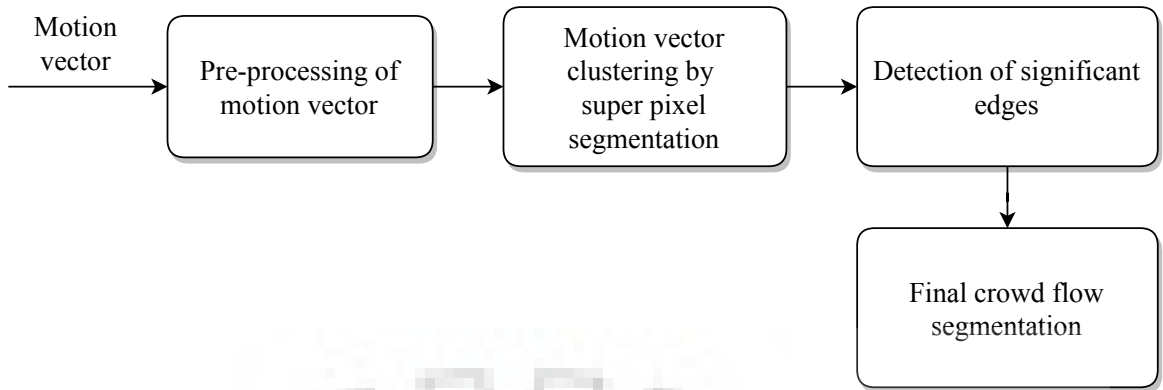 Motion
vector
Pre-processing of
motion vector
Motion vector
clustering by
super pixel
segmentation
Detection of significant
edges
Final crowd flow
segmentation